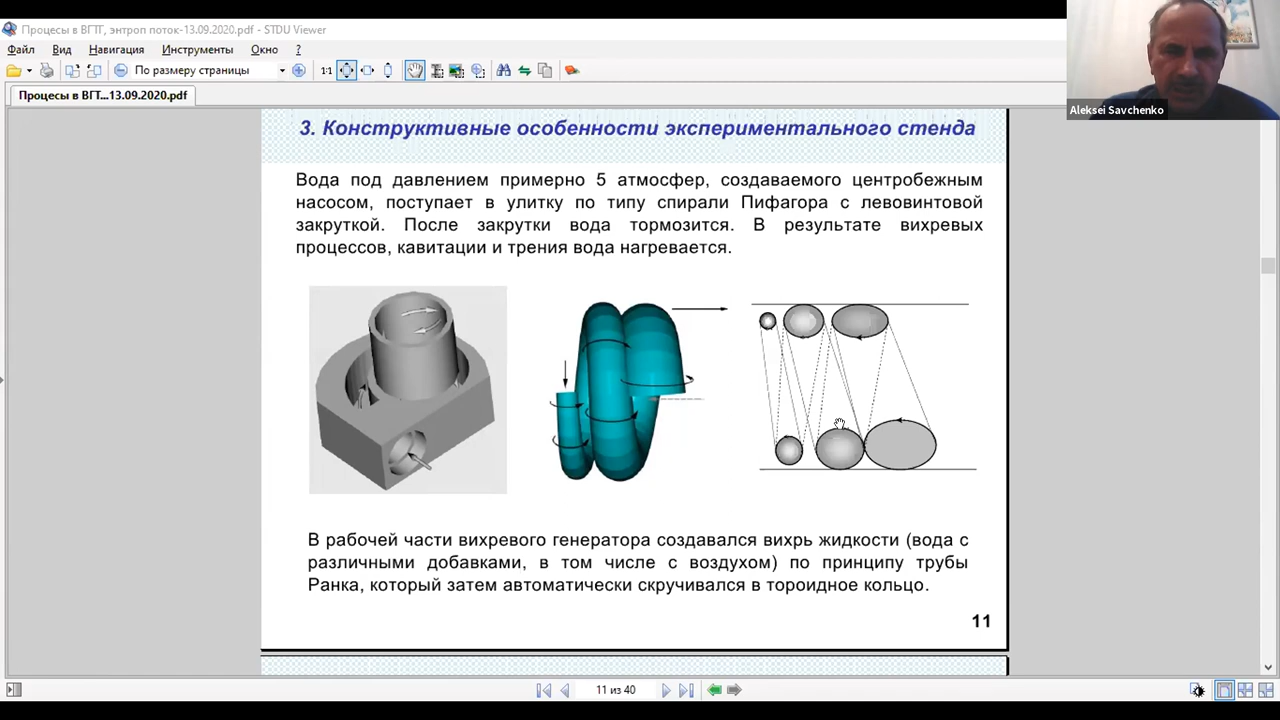 Процесы в ВГТГ, энтроп поток-13.09.2020.pdf - STDU Viewer
Файл Вид Навигация Инструменты Окно ?
1:1
По размеру страницы
Процесы в ВГТ...13.09.2020.pdf
Aleksei Savchenko
3. Конструктивные особенности экспериментального стенда
Вода под давлением примерно 5 атмосфер, создаваемого центробежным
насосом, поступает в улитку по типу спирали Пифагора с левовинтовой
закруткой. После закрутки вода тормозится. В результате вихревых
процессов, кавитации и трения вода нагревается.
В рабочей части вихревого генератора создавался вихрь жидкости (вода с
различными добавками, в том числе с воздухом) по принципу трубы
Ранка, который затем автоматически скручивался в тороидное кольцо.
11
11 из 40